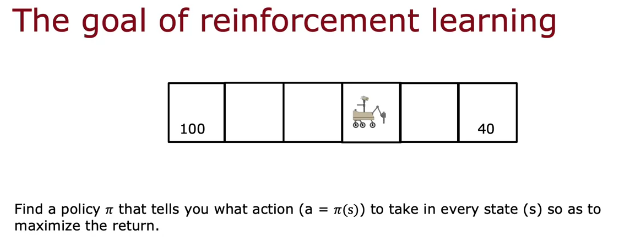 The goal of reinforcement learning
100
40
Find a policy π that tells you what action (a = π(s)) to take in every state (s) so as to
maximize the return.